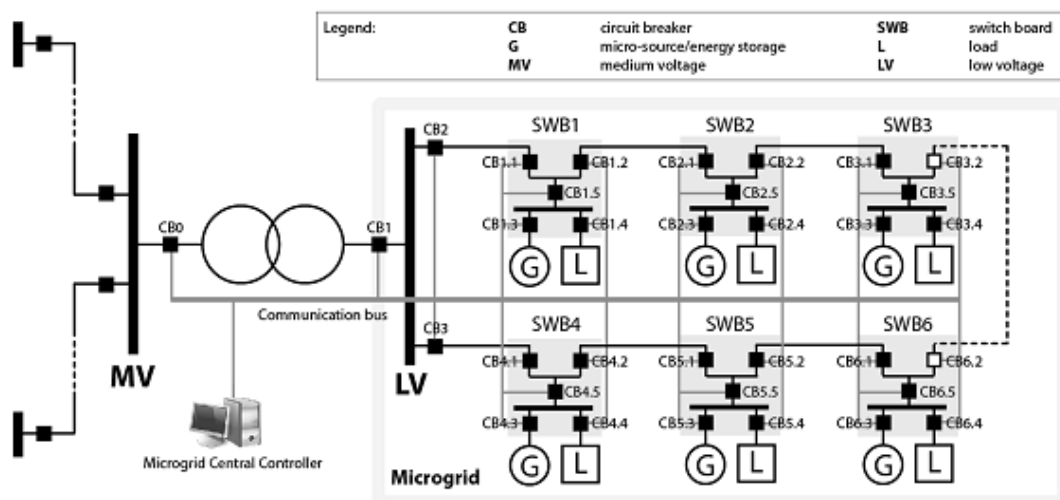 Legend: CB circuit breaker SWB switch board
G micro-source/energy storage L load
MV medium voltage LV low voltage
SWB1 SWB2 SWB3
CB2
CB1.1 CB1.2 CB2.1 CB2.2 CB3.1 CB3.2
CB1.5 CB2.5 CB3.5
CB1.3 CB1.4 CB2.3 CB2.4 CB3.3 CB3.4
CB0 CB1
G L G L G L
Communication bus
SWB4 SWB5 SWB6
CB3
CB4.1 CB4.2 CB5.1 CB5.2 CB6.1 CB6.2
MV LV
CB4.5 CB5.5 CB6.5
CB4.3 CB4.4 CB5.3 CB5.4 CB6.3 CB6.4
G L G L G L
Microgrid Central Controller
Microgrid